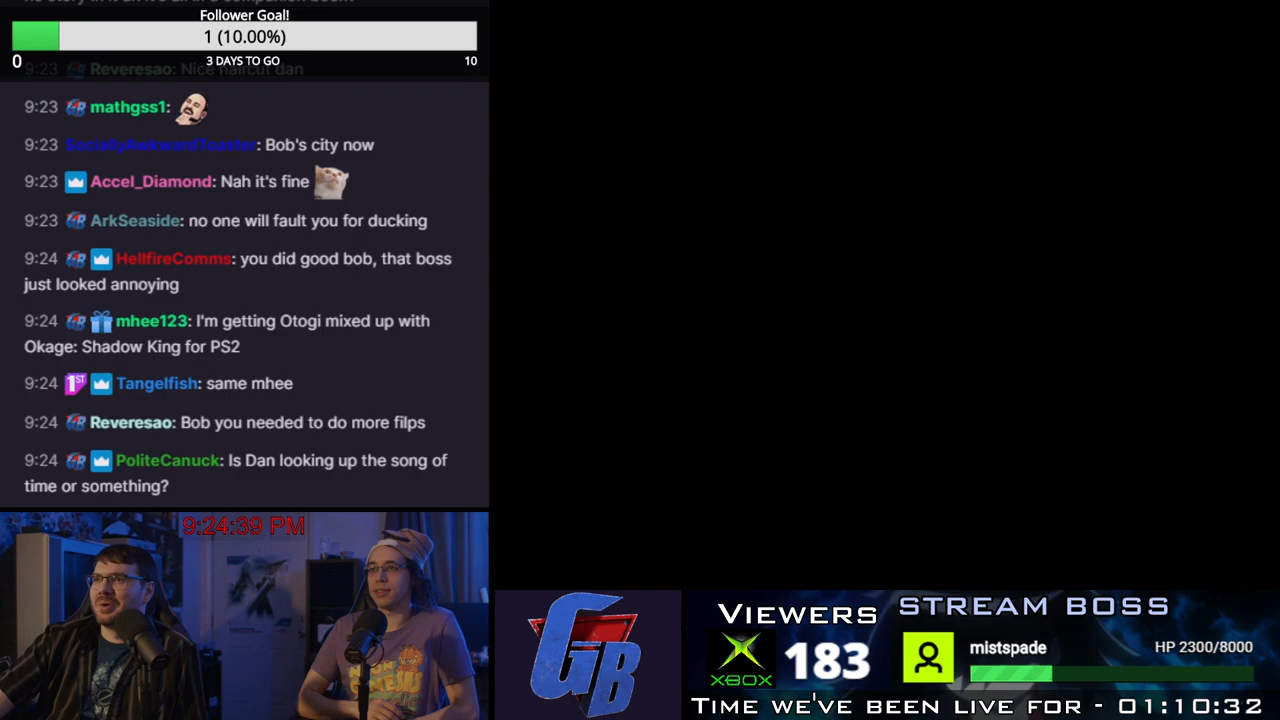 Follower Goal!
1 (10.00%)
0
3 DAYS TO GO
10
9:23 Reveresao: Nice haircut dan
9:23 mathgss1:
9:23 SociallyAwkwardToaster: Bob's city now
9:23 Accel_Diamond: Nah it's fine
9:23 ArkSeaside: no one will fault you for ducking
9:24 HellfireComms: you did good bob, that boss
just looked annoying
9:24 mhee123: I'm getting Otogi mixed up with
Okage: Shadow King for PS2
9:24 1ST Tangelfish: same mhee
9:24 Reveresao: Bob you needed to do more filps
9:24 PoliteCanuck: Is Dan looking up the song of
time or something?
9:24:39 PM
GB
VIEWERS
XBOX
183
STREAM BOSS
mistspade
HP 2300/8000
TIME WE'VE BEEN LIVE FOR - 01:10:32